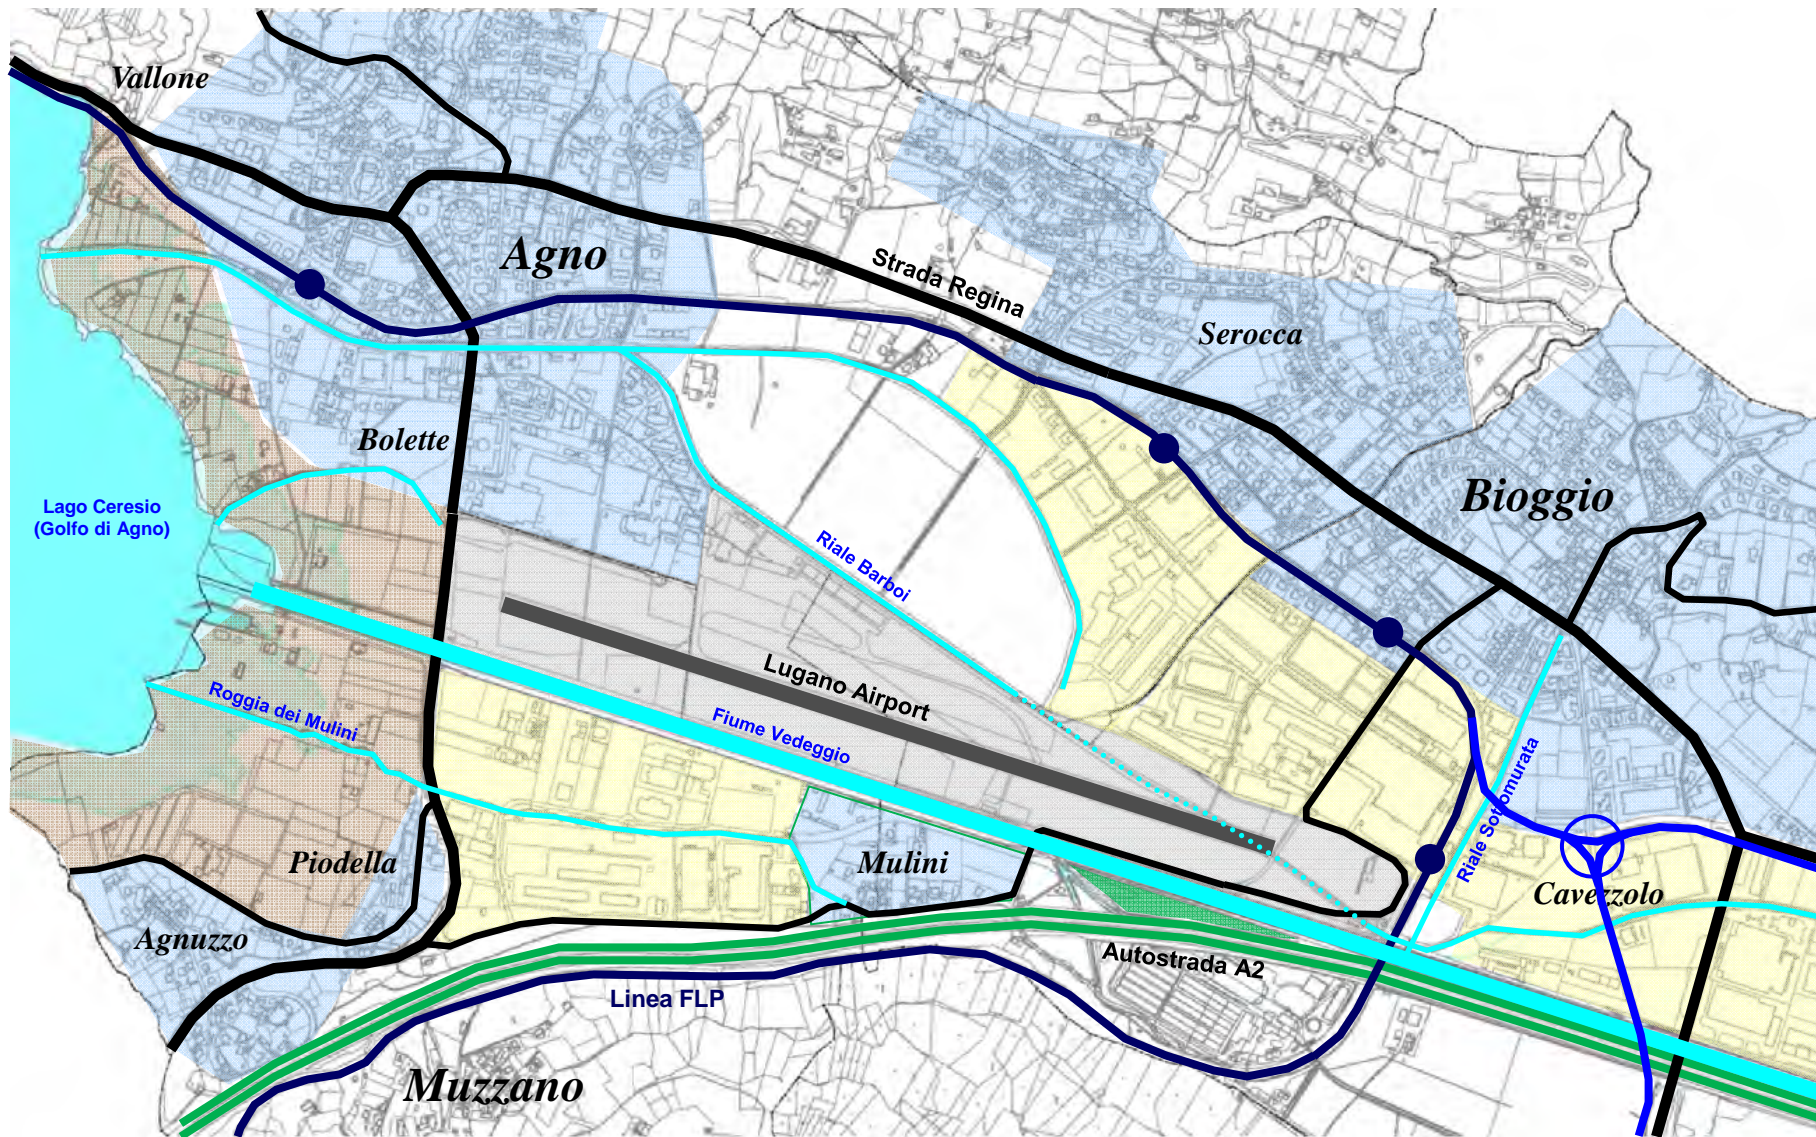 Vallone
Agno
Strada Regina
Serocca
Bolette
Bioggio
Lago Ceresio
(Golfo di Agno)
Riale Barboi
Lugano Airport
Roggia dei Mulini
Fiume Vedeggio
Riale Sottomurata
Piodella
Mulini
Cavezzolo
Agnuzzo
Autostrada A2
Linea FLP
Muzzano